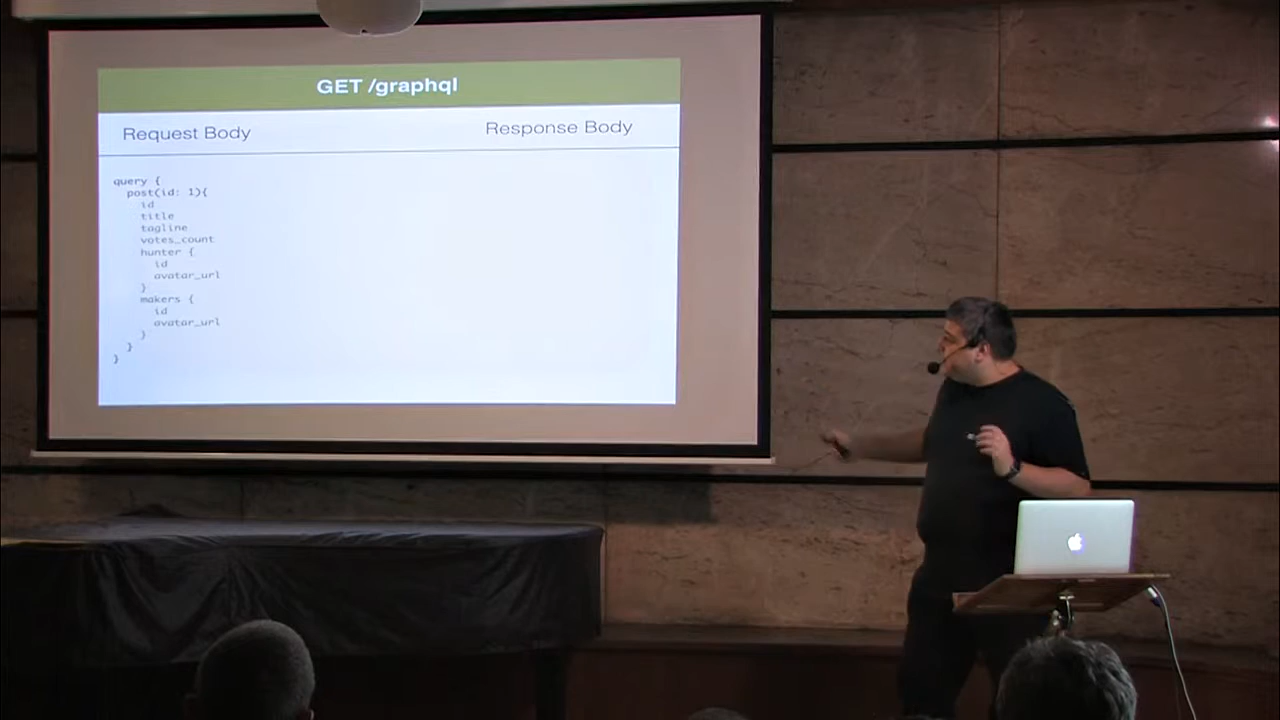 GET /graphql
Request Body
Response Body
query {
  post(id: 1){
    id
    title
    tagline
    votes_count
    hunter {
      id
      avatar_url
    }
    makers {
      id
      avatar_url
    }
  }
}